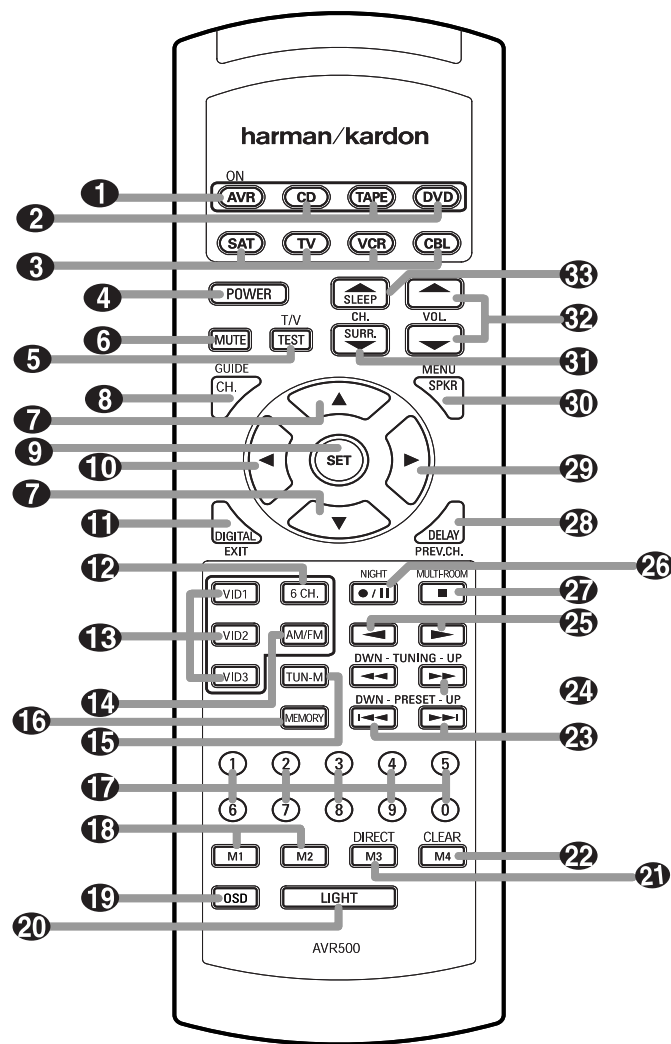 harman/kardon
ON
1 AVR CD TAPE DVD
2
SAT TV VCR CBL
3
4 POWER SLEEP 33
T/V CH. VOL. 32
6 MUTE TEST SURR.
5 31
GUIDE MENU
8 CH. SPKR 30
7
9 SET
10 29
7
11 DIGITAL DELAY 28
EXIT PREV.CH.
12 NIGHT MULTI-ROOM 26
VID1 6 CH. 27
13 VID2 AM/FM 25
DWN - TUNING - UP
VID3 TUN-M 24
14 DWN - PRESET - UP
16 MEMORY
15 23
1 2 3 4 5
17
6 7 8 9 0
18 DIRECT CLEAR
M1 M2 M3 M4 22
21
19 OSD LIGHT
20
AVR500